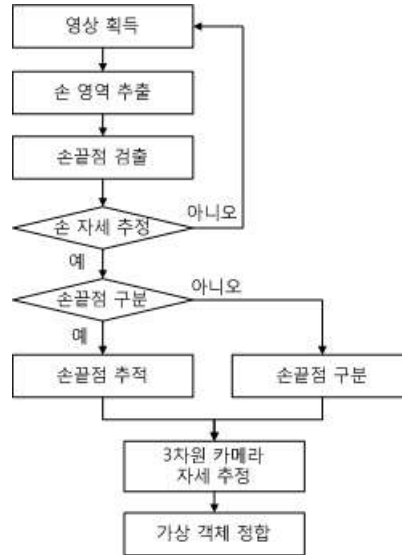 영상 획득
손 영역 추출
손끝점 검출
손 자세 추정
아니오
예
손끝점 구분
아니오
예
손끝점 추적
손끝점 구분
3차원 카메라
자세 추정
가상 객체 정합